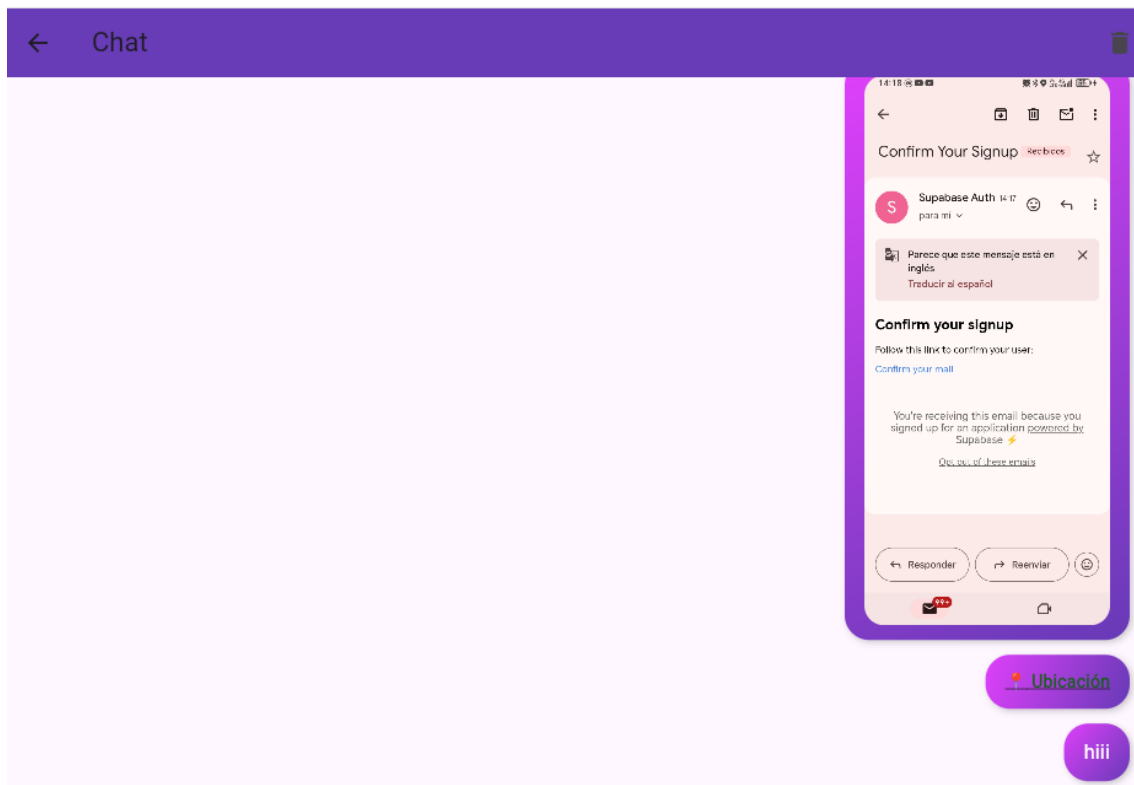 Chat
14:18
Confirm Your Signup Recibidos
S
Supabase Auth 14:17
para mí
Parece que este mensaje está en
inglés
Traducir al español
Confirm your signup
Follow this link to confirm your user:
Confirm your mail
You're receiving this email because you
signed up for an application powered by
Supabase ⚡
Opt out of these emails
Responder
Reenviar
99+
📍 Ubicación
hiii